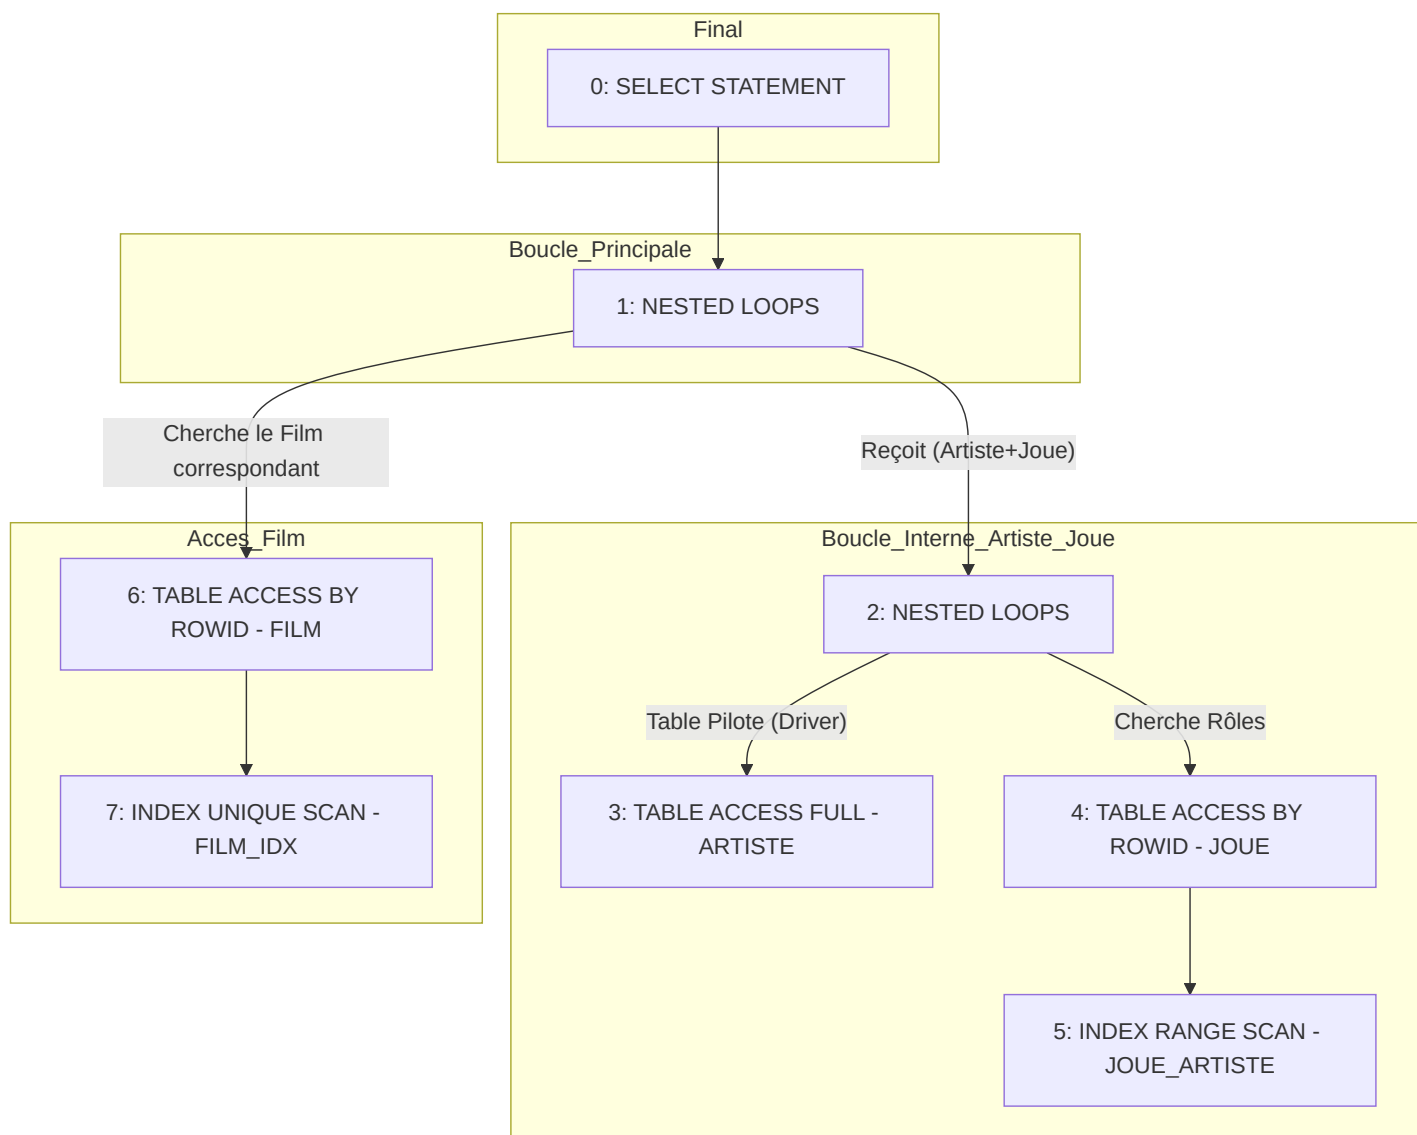 Final
0: SELECT STATEMENT
Boucle_Principale
1: NESTED LOOPS
Cherche le Film
correspondant
Reçoit (Artiste+Joue)
Acces_Film
6: TABLE ACCESS BY
ROWID - FILM
7: INDEX UNIQUE SCAN -
FILM_IDX
Boucle_Interne_Artiste_Joue
2: NESTED LOOPS
Table Pilote (Driver)
Cherche Rôles
3: TABLE ACCESS FULL -
ARTISTE
4: TABLE ACCESS BY
ROWID - JOUE
5: INDEX RANGE SCAN -
JOUE_ARTISTE